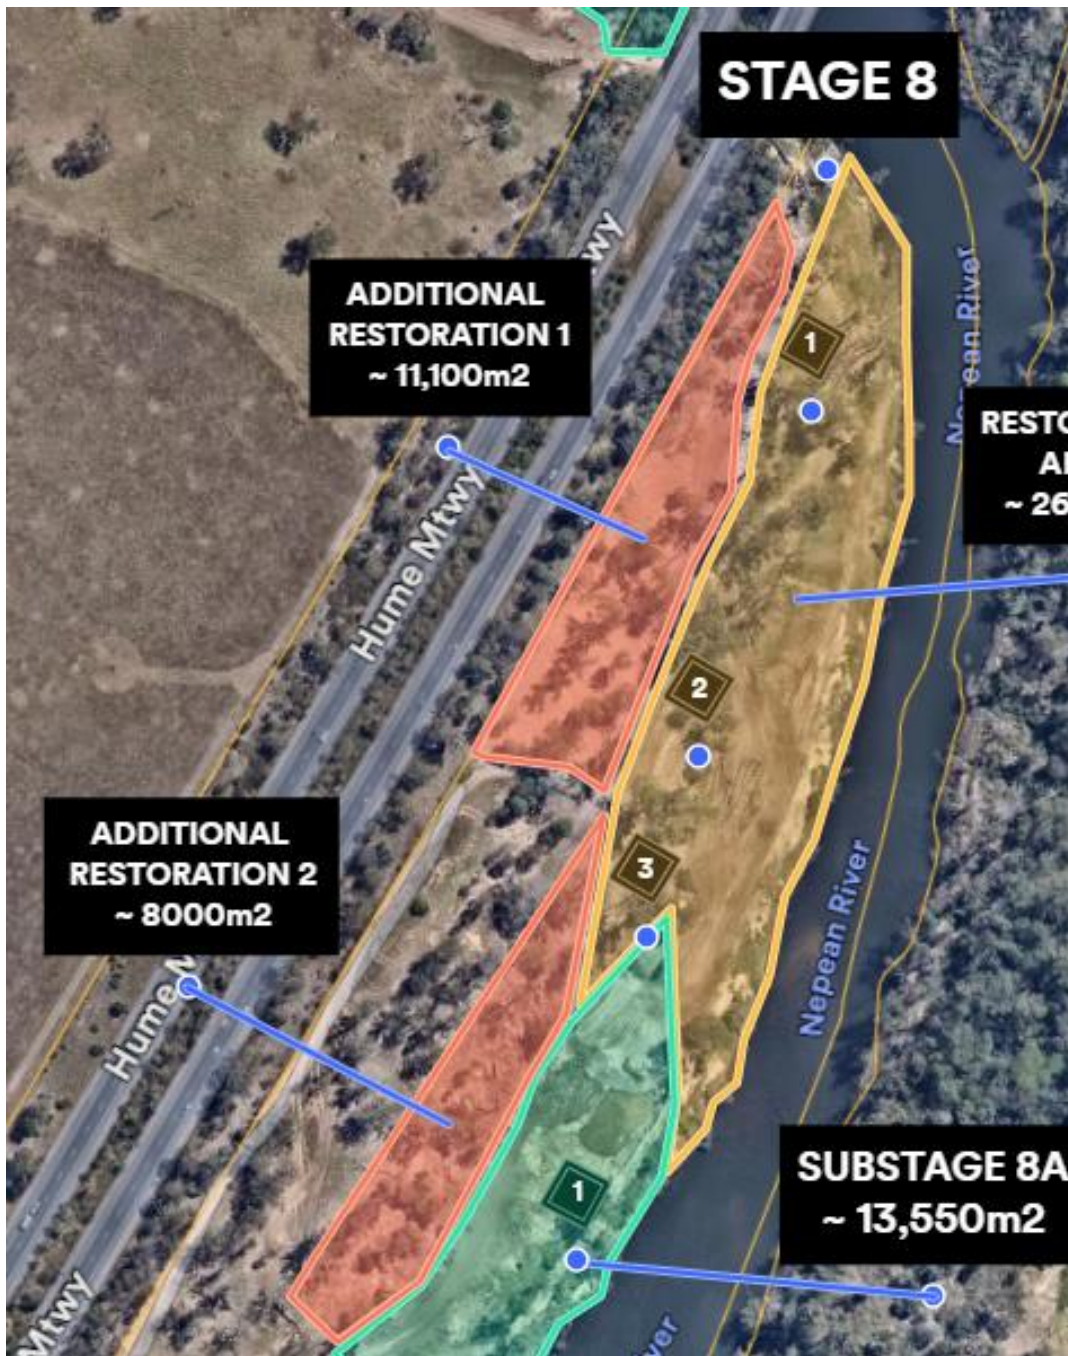 STAGE 8
Mtwy
ADDITIONAL
RESTORATION 1
~ 11,100m2
1
Nepean River
Hume Mtwy
2
ADDITIONAL
RESTORATION 2
~ 8000m2
3
Nepean River
Hume
1
SUBSTAGE 8A
~ 13,550m2
Mtwy